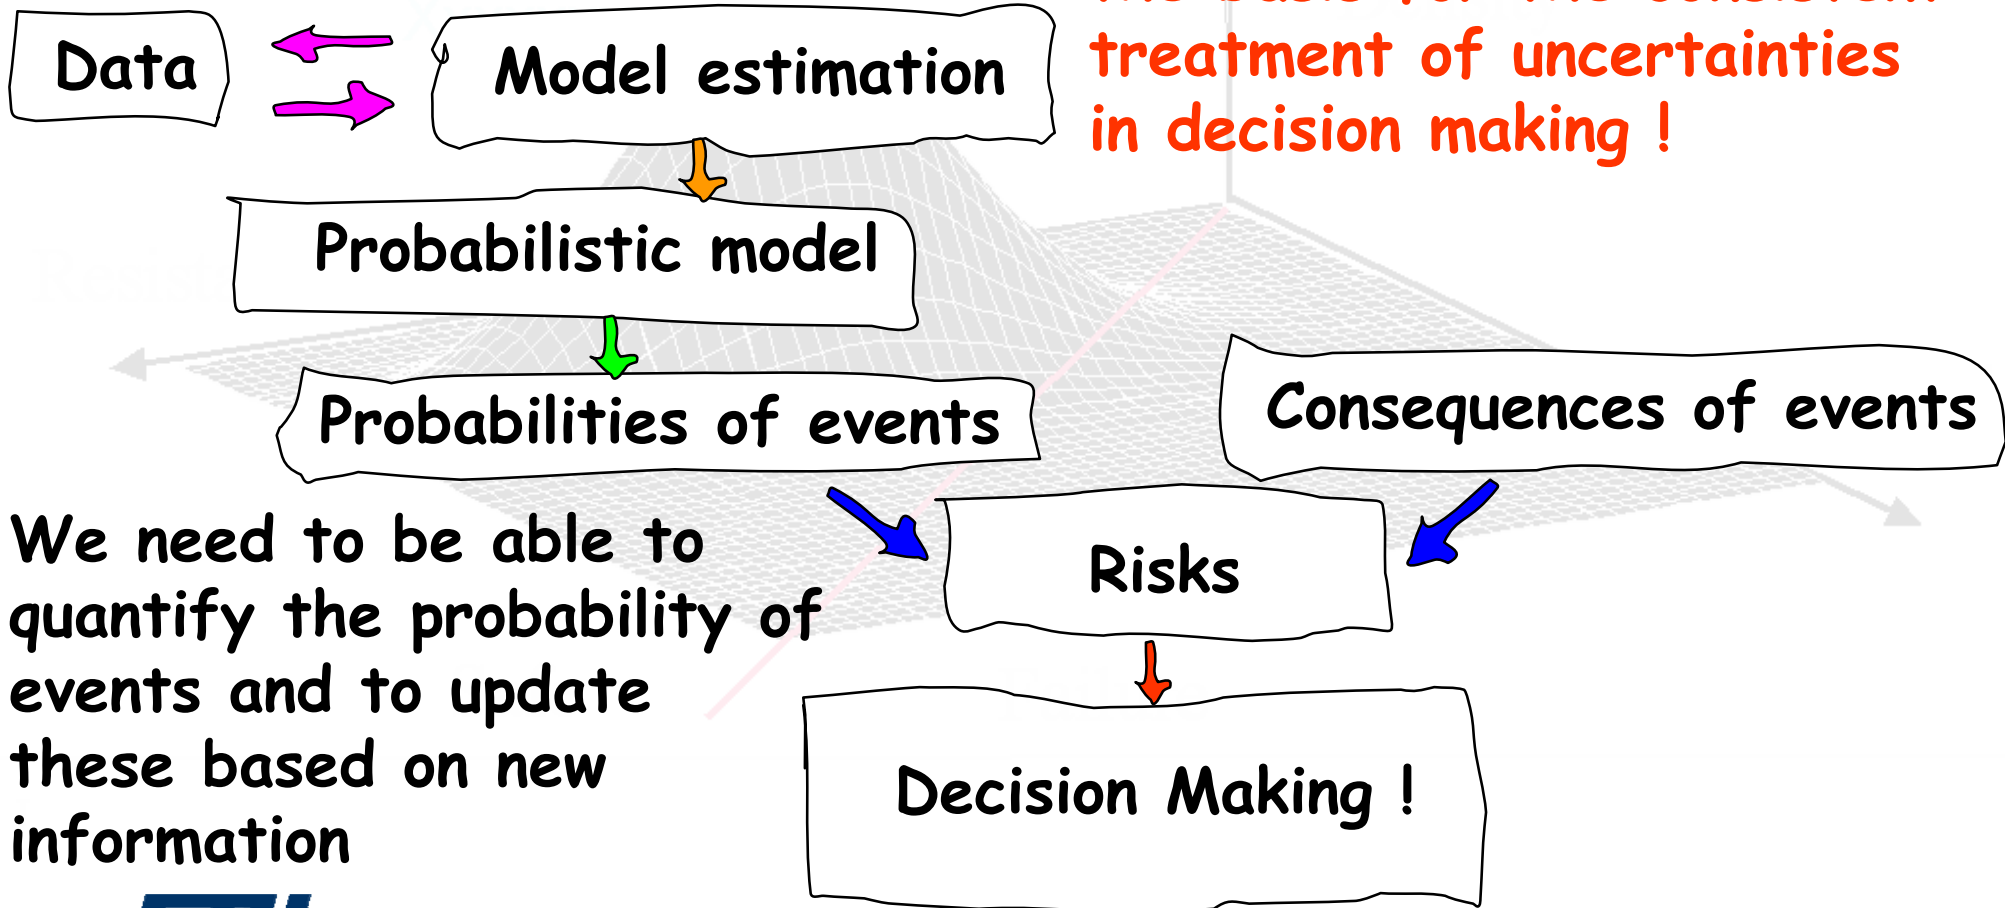 treatment of uncertainties
in decision making !
Data
Model estimation
Probabilistic model
Probabilities of events
Consequences of events
We need to be able to
quantify the probability of
events and to update
these based on new
information
Risks
Decision Making !